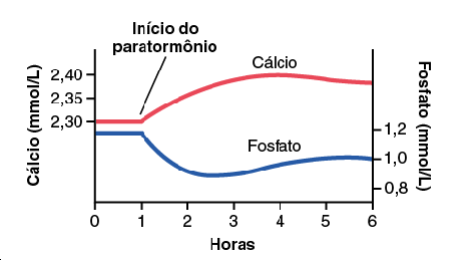 Início do
paratormônio
Cálcio
2,40
2,35
2,30
Cálcio (mmol/L)
Fosfato
1,2
1,0
0,8
Fosfato (mmol/L)
0 1 2 3 4 5 6
Horas